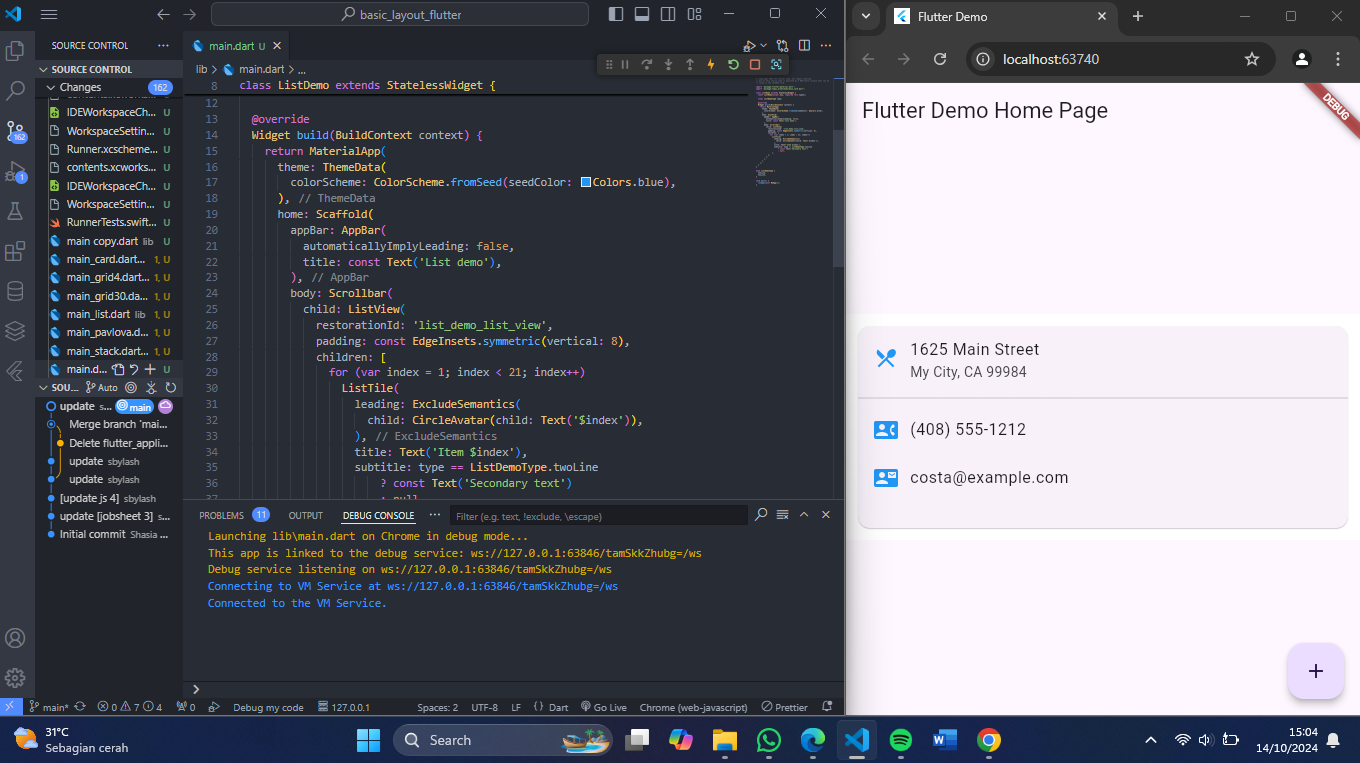 basic_layout_flutter
SOURCE CONTROL
SOURCE CONTROL
Changes 162
IDEWorkspaceCh... U
WorkspaceSettin... U
Runner.xcscheme... U
contents.xcworks... U
IDEWorkspaceCh... U
WorkspaceSettin... U
RunnerTests.swift... U
main copy.dart lib U
main_card.dart... 1, U
main_grid4.dart... 1, U
main_grid30.da... 1, U
main_list.dart lib 1, U
main_pavlova.d... 1, U
main_stack.dart... 1, U
main.d... U
SOU... Auto
update s... main
Merge branch 'mai...
Delete flutter_appli...
update sbylash
update sbylash
[update js 4] sbylash
update [jobsheet 3] s...
Initial commit Shasia ...
162
1
main.dart U
lib > main.dart > ...
8 class ListDemo extends StatelessWidget {
12
13 @override
14 Widget build(BuildContext context) {
15 return MaterialApp(
16 theme: ThemeData(
17 colorScheme: ColorScheme.fromSeed(seedColor: Colors.blue),
18 ), // ThemeData
19 home: Scaffold(
20 appBar: AppBar(
21 automaticallyImplyLeading: false,
22 title: const Text('List demo'),
23 ), // AppBar
24 body: Scrollbar(
25 child: ListView(
26 restorationId: 'list_demo_list_view',
27 padding: const EdgeInsets.symmetric(vertical: 8),
28 children: [
29 for (var index = 1; index < 21; index++)
30 ListTile(
31 leading: ExcludeSemantics(
32 child: CircleAvatar(child: Text('$index')),
33 ), // ExcludeSemantics
34 title: Text('Item $index'),
35 subtitle: type == ListDemoType.twoLine
36 ? const Text('Secondary text')
37 : null
PROBLEMS 11 OUTPUT DEBUG CONSOLE ... Filter (e.g. text, !exclude, \escape)
Launching lib\main.dart on Chrome in debug mode...
This app is linked to the debug service: ws://127.0.0.1:63846/tamSkkZhubg=/ws
Debug service listening on ws://127.0.0.1:63846/tamSkkZhubg=/ws
Connecting to VM Service at ws://127.0.0.1:63846/tamSkkZhubg=/ws
Connected to the VM Service.
main* 0 7 4 0 Debug my code 127.0.0.1 Spaces: 2 UTF-8 LF {} Dart Go Live Chrome (web-javascript) Prettier
Flutter Demo
localhost:63740
Flutter Demo Home Page
DEBUG
1625 Main Street
My City, CA 99984
(408) 555-1212
costa@example.com
+
31°C
Sebagian cerah
Search
15:04
14/10/2024